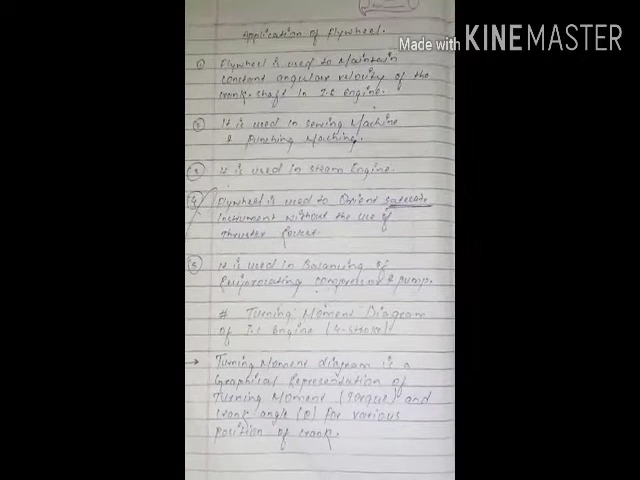 Application of Flywheel.
Made with KINEMASTER
① Flywheel is used to Maintain
constant angular velocity of the
crank-shaft in I.C Engine.
② It is used in sewing Machine
& Punching Machine.
③ It is used in steam Engine.
④ Flywheel is used to Orient satellite
instrument without the use of
thruster Rocket.
⑤ It is used in Balancing of
Reciprocating compressor & pump.
# Turning Moment Diagram
of I.C engine (4-stroke)
→ Turning Moment diagram is a
Graphical Representation of
Turning Moment (Torque) and
crank angle (θ) for various
position of crank.